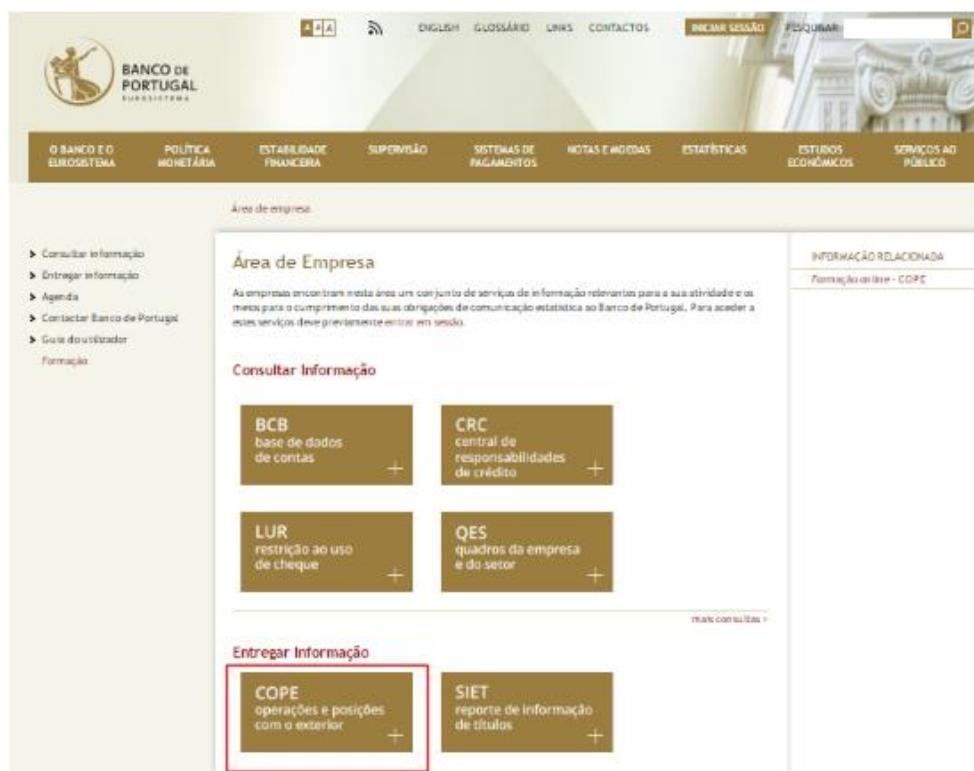 A A A
ENGLISH GLOSSÁRIO LINKS CONTACTOS
INICIAR SESSÃO
PESQUISAR
BANCO DE
PORTUGAL
EUROSISTEMA
O BANCO E O
EUROSISTEMA
POLÍTICA
MONETÁRIA
ESTABILIDADE
FINANCEIRA
SUPERVISÃO
SISTEMAS DE
PAGAMENTOS
NOTAS E MOEDAS
ESTATÍSTICAS
ESTUDOS
ECONÓMICOS
SERVIÇOS AO
PÚBLICO
Área de empresa
Consultar informação
Entregar informação
Agenda
Contactar Banco de Portugal
Guia do utilizador
Formação
Área de Empresa
As empresas encontram nesta área um conjunto de serviços de informação relevantes para a sua atividade e os
meios para o cumprimento das suas obrigações de comunicação estatística ao Banco de Portugal. Para aceder a
estes serviços deve previamente entrar em sessão.
INFORMAÇÃO RELACIONADA
Formação online - COPE
Consultar Informação
BCB
base de dados
de contas
CRC
central de
responsabilidades
de crédito
LUR
restrição ao uso
de cheque
QES
quadros da empresa
e do setor
mais consultas >
Entregar Informação
COPE
operações e posições
com o exterior
SIET
reporte de informação
de títulos